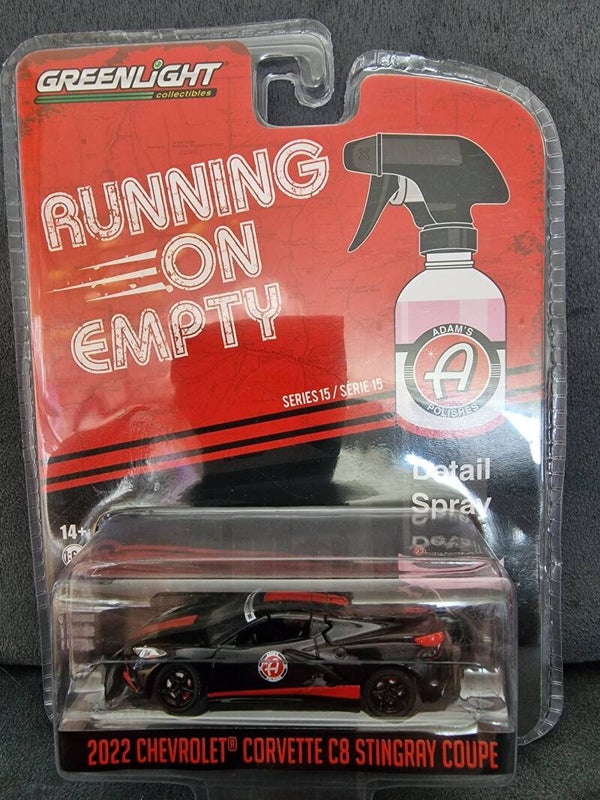 GREENLiGHT
collectibles
RUNNING
ON
EMPTY
ADAM'S
A
POLISHES
SERIES 15 / SÉRIE 15
Detail
Spray
14+
A
2022 CHEVROLET® CORVETTE C8 STINGRAY COUPE